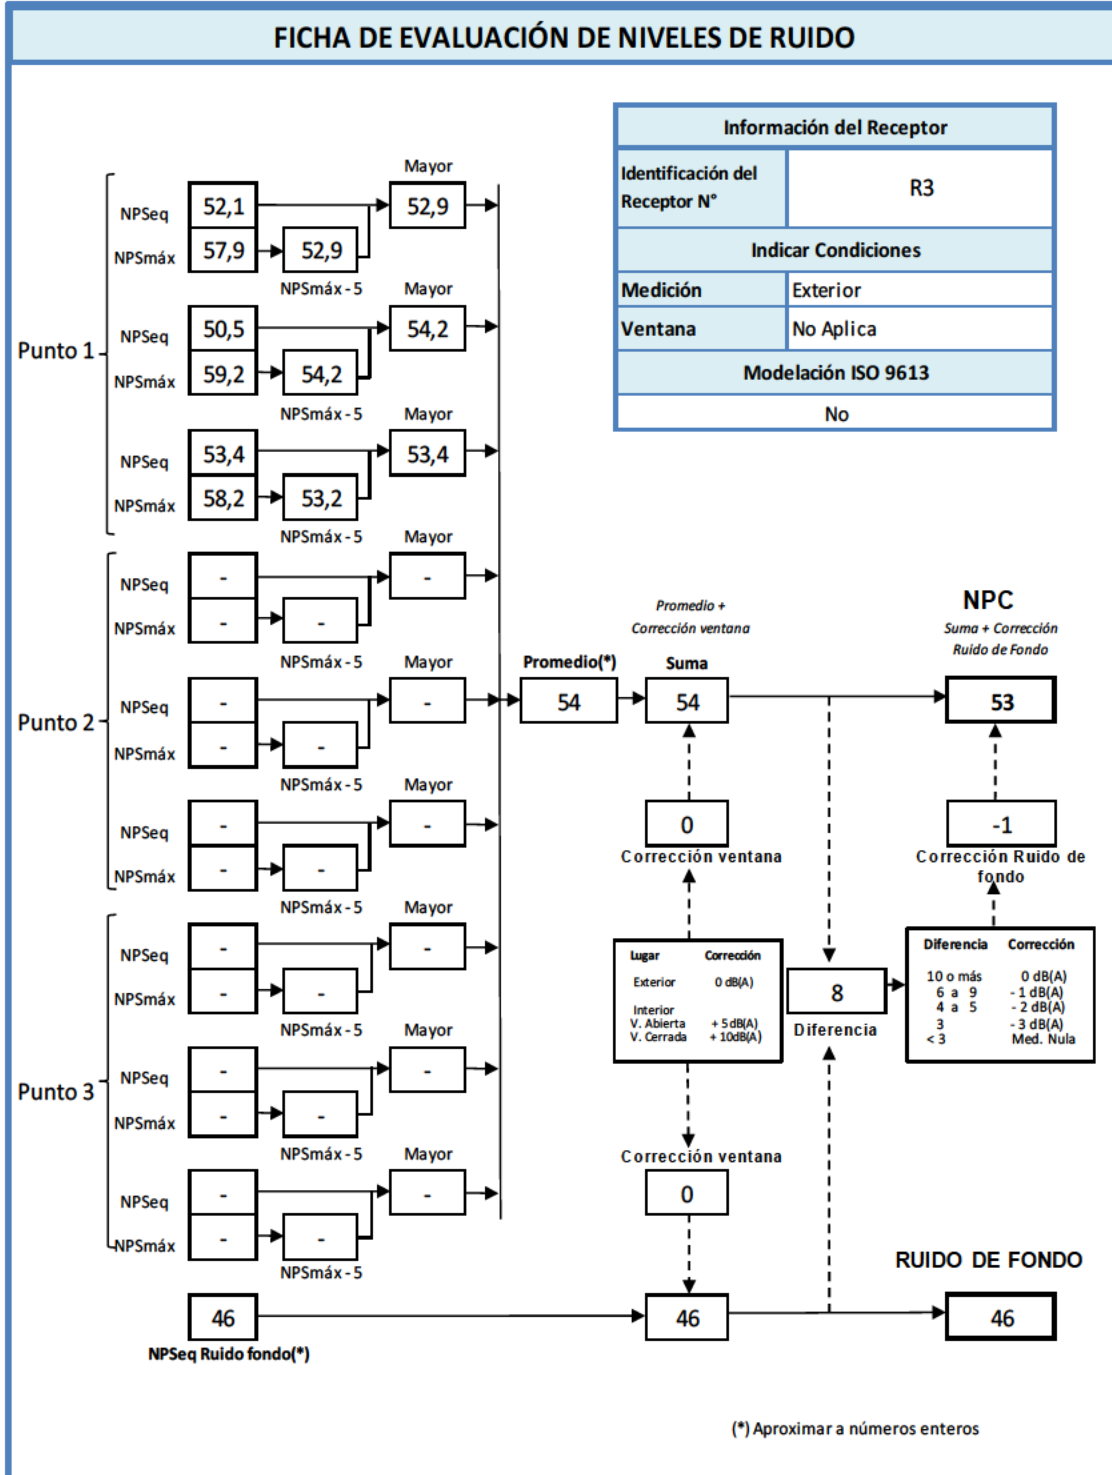 FICHA DE EVALUACIÓN DE NIVELES DE RUIDO
Información del Receptor
Identificación del
Receptor N°
R3
Indicar Condiciones
Medición
Exterior
Ventana
No Aplica
Modelación ISO 9613
No
Punto 1
Mayor
NPSeq
52,1
52,9
NPSmáx
57,9
52,9
NPSmáx - 5
Mayor
NPSeq
50,5
54,2
NPSmáx
59,2
54,2
NPSmáx - 5
Mayor
NPSeq
53,4
53,4
NPSmáx
58,2
53,2
NPSmáx - 5
Punto 2
Mayor
NPSeq
-
-
NPSmáx
-
-
NPSmáx - 5
Mayor
NPSeq
-
-
NPSmáx
-
-
NPSmáx - 5
Mayor
NPSeq
-
-
NPSmáx
-
-
NPSmáx - 5
Punto 3
Mayor
NPSeq
-
-
NPSmáx
-
-
NPSmáx - 5
Mayor
NPSeq
-
-
NPSmáx
-
-
NPSmáx - 5
Mayor
NPSeq
-
-
NPSmáx
-
-
NPSmáx - 5
46
NPSeq Ruido fondo(*)
Promedio(*)
54
Promedio +
Corrección ventana
Suma
54
0
Corrección ventana
Lugar Corrección
Exterior 0 dB(A)
Interior
V. Abierta + 5 dB(A)
V. Cerrada + 10dB(A)
Corrección ventana
0
46
8
Diferencia
NPC
Suma + Corrección
Ruido de Fondo
53
-1
Corrección Ruido de
fondo
Diferencia Corrección
10 o más 0 dB(A)
6 a 9 - 1 dB(A)
4 a 5 - 2 dB(A)
3 - 3 dB(A)
< 3 Med. Nula
RUIDO DE FONDO
46
(*) Aproximar a números enteros